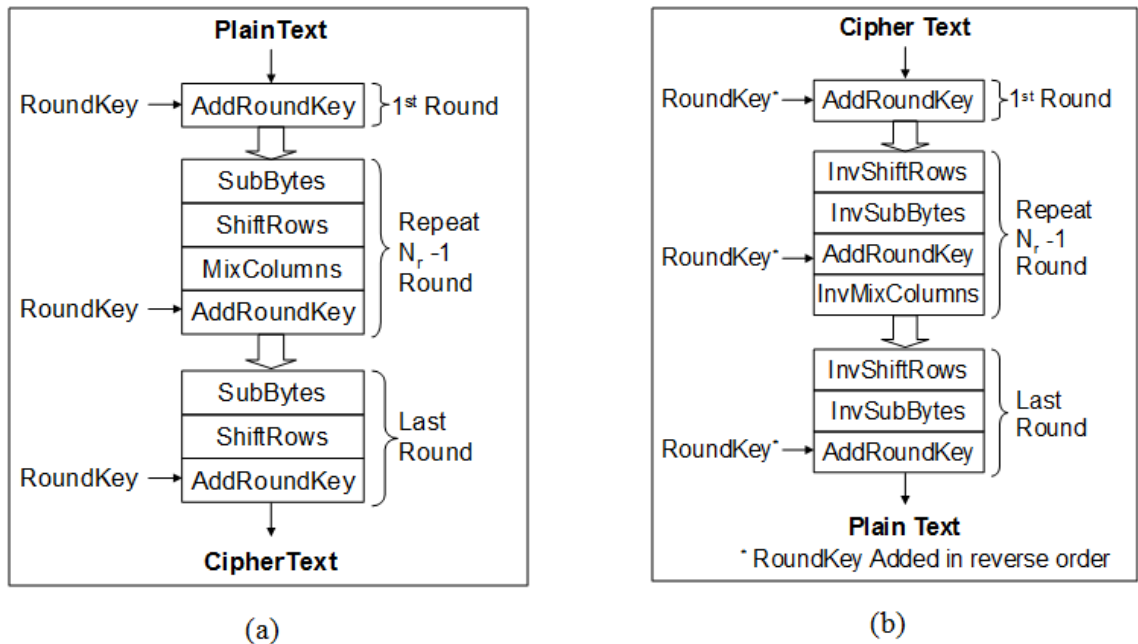 PlainText
RoundKey
AddRoundKey
1st Round
SubBytes
ShiftRows
MixColumns
RoundKey
AddRoundKey
Repeat
Nr -1
Round
SubBytes
ShiftRows
RoundKey
AddRoundKey
Last
Round
CipherText
(a)
Cipher Text
RoundKey*
AddRoundKey
1st Round
InvShiftRows
InvSubBytes
RoundKey*
AddRoundKey
InvMixColumns
Repeat
Nr -1
Round
InvShiftRows
InvSubBytes
RoundKey*
AddRoundKey
Last
Round
Plain Text
* RoundKey Added in reverse order
(b)